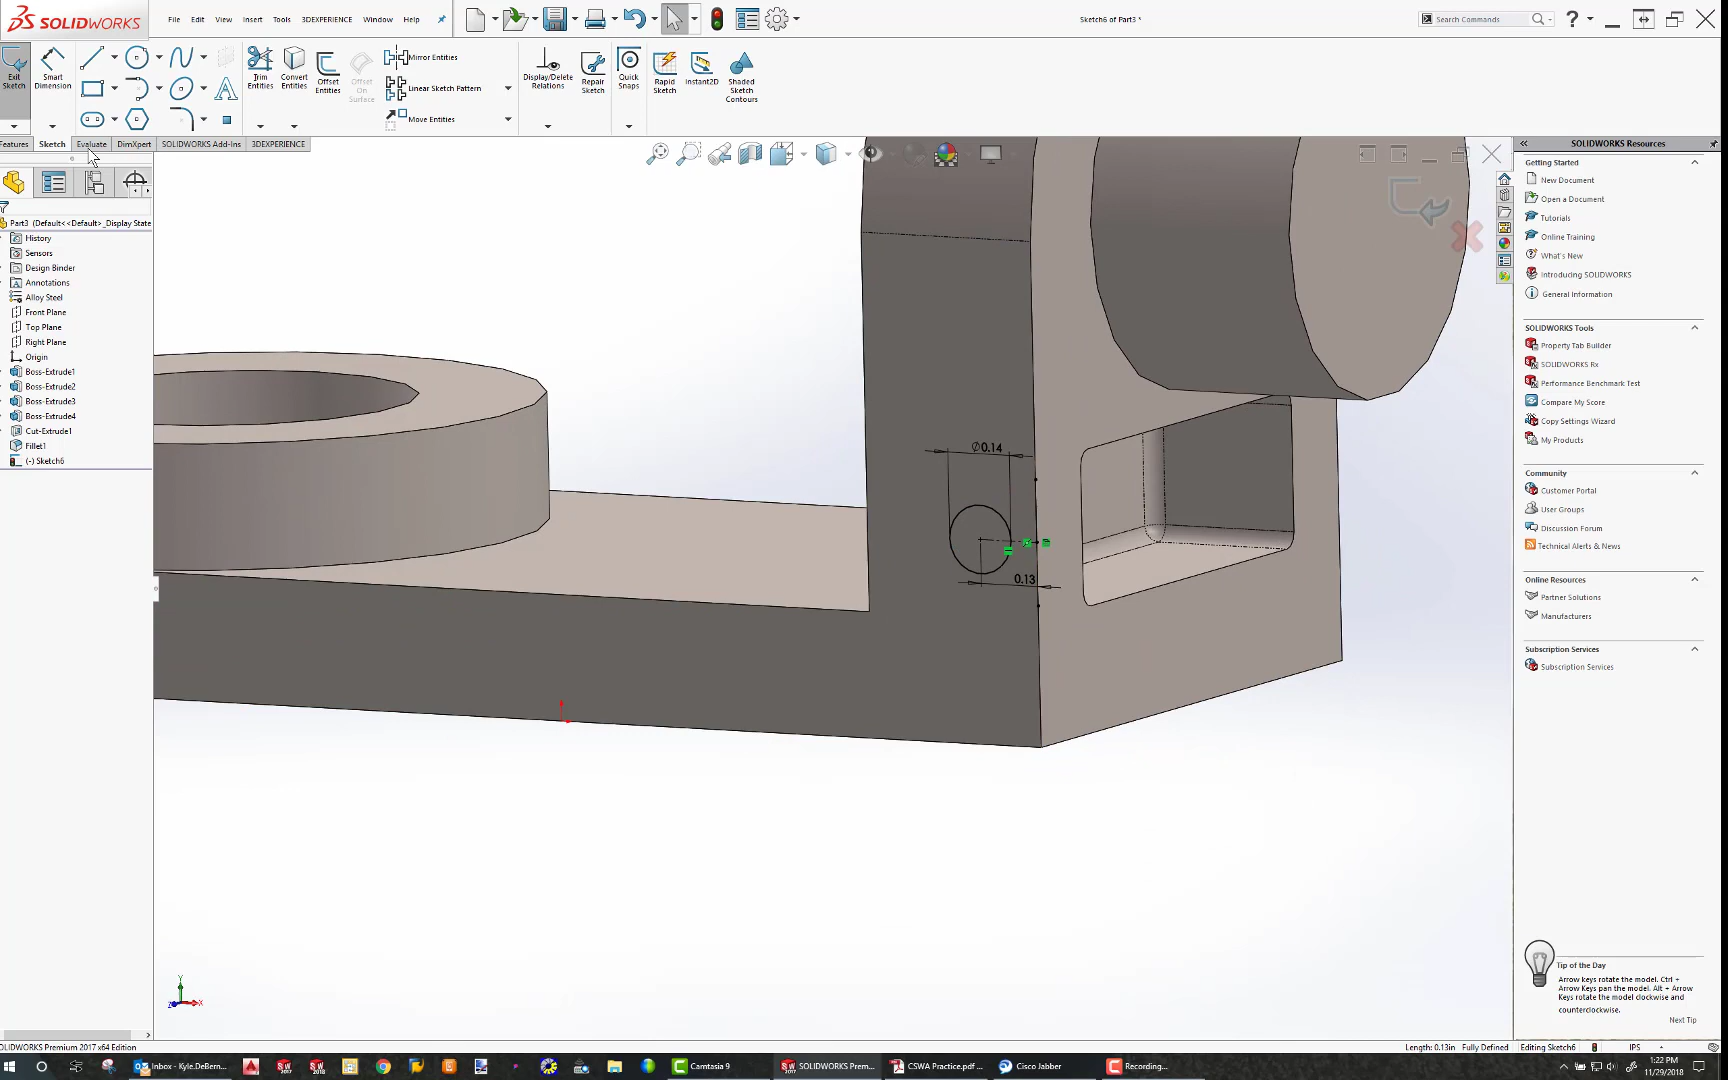 SOLIDWORKS File Edit View Insert Tools 3DEXPERIENCE Window Help Sketch6 of Part3 * Search Commands ?
Exit Sketch
Smart Dimension
Trim Entities
Convert Entities
Offset Entities
Offset On Surface
Mirror Entities
Linear Sketch Pattern
Move Entities
Display/Delete Relations
Repair Sketch
Quick Snaps
Rapid Sketch
Instant2D
Shaded Sketch Contours
Features Sketch Evaluate DimXpert SOLIDWORKS Add-Ins 3DEXPERIENCE
Part3 (Default<<Default>_Display State
History
Sensors
Design Binder
Annotations
Alloy Steel
Front Plane
Top Plane
Right Plane
Origin
Boss-Extrude1
Boss-Extrude2
Boss-Extrude3
Boss-Extrude4
Cut-Extrude1
Fillet1
(-) Sketch6
∅0.14
0.13
Y
X
Z
SOLIDWORKS Resources
Getting Started
New Document
Open a Document
Tutorials
Online Training
What's New
Introducing SOLIDWORKS
General Information
SOLIDWORKS Tools
Property Tab Builder
SOLIDWORKS Rx
Performance Benchmark Test
Compare My Score
Copy Settings Wizard
My Products
Community
Customer Portal
User Groups
Discussion Forum
Technical Alerts & News
Online Resources
Partner Solutions
Manufacturers
Subscription Services
Subscription Services
Tip of the Day
Arrow keys rotate the model. Ctrl +
Arrow Keys pan the model. Alt + Arrow
Keys rotate the model clockwise and
counterclockwise.
Next Tip
OLIDWORKS Premium 2017 x64 Edition Length: 0.13in Fully Defined Editing Sketch6 IPS
Inbox - Kyle.DeBern... Camtasia 9 SOLIDWORKS Prem... CSWA Practice.pdf ... Cisco Jabber Recording... 1:22 PM
11/29/2018